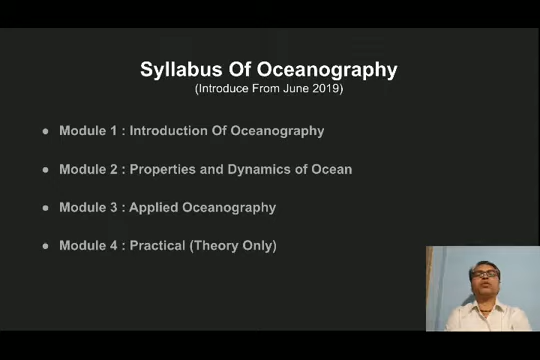 Syllabus Of Oceanography
(Introduce From June 2019)
● Module 1 : Introduction Of Oceanography
● Module 2 : Properties and Dynamics of Ocean
● Module 3 : Applied Oceanography
● Module 4 : Practical (Theory Only)